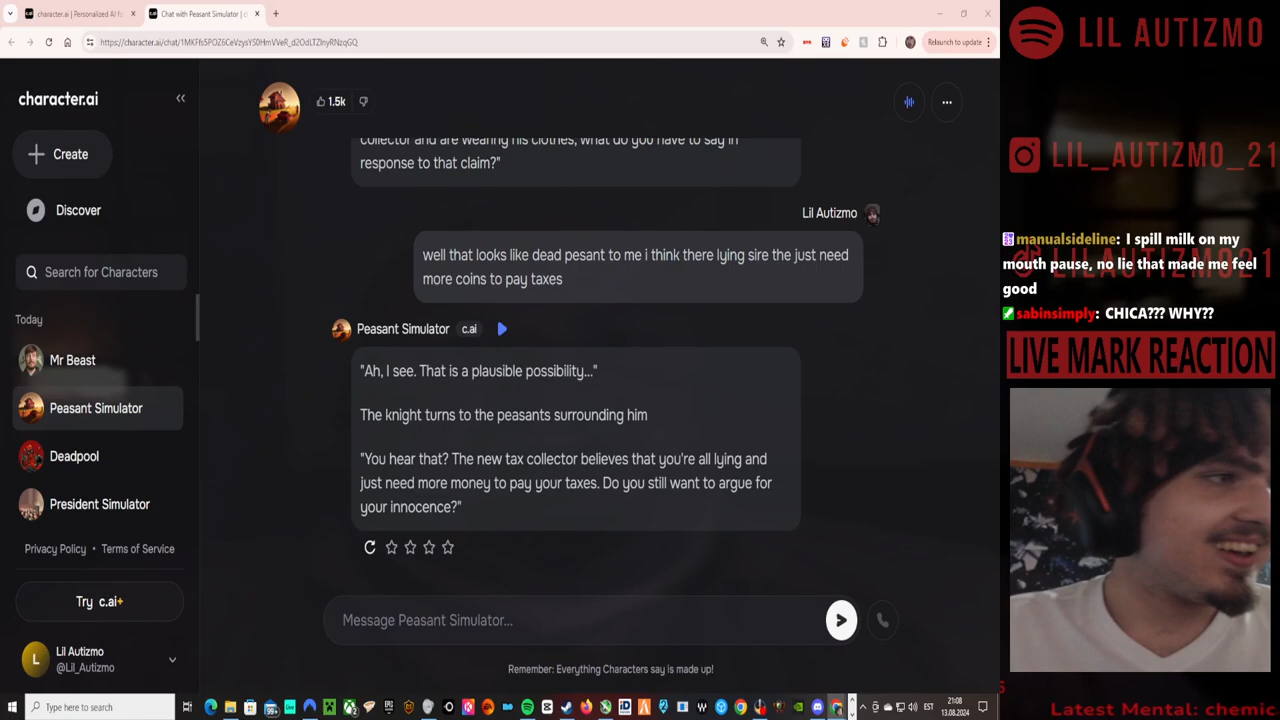 character.ai | Personalized AI fo
Chat with Peasant Simulator | c
https://character.ai/chat/1MKFfs5POZ6CeVzysYS0HmVVeR_d2OdLTZlnyRNzqGQ
Relaunch to update
character.ai
Create
Discover
Search for Characters
Today
Mr Beast
Peasant Simulator
Deadpool
President Simulator
Privacy Policy • Terms of Service
Try c.ai+
L
Lil Autizmo
@Lil_Autizmo
1.5k
collector and are wearing his clothes, what do you have to say in
response to that claim?"
Lil Autizmo
well that looks like dead pesant to me i think there lying sire the just need
more coins to pay taxes
Peasant Simulator c.ai
"Ah, I see. That is a plausible possibility..."
The knight turns to the peasants surrounding him
"You hear that? The new tax collector believes that you're all lying and
just need more money to pay your taxes. Do you still want to argue for
your innocence?"
Message Peasant Simulator...
Remember: Everything Characters say is made up!
LIL AUTIZMO
LIL_AUTIZMO_21
LILAUTIZMO21
manualsideline: I spill milk on my
mouth pause, no lie that made me feel
good
sabinsimply: CHICA??? WHY??
LIVE MARK REACTION
Latest Mental: chemic
Type here to search
99+
EST
21:08
13.08.2024